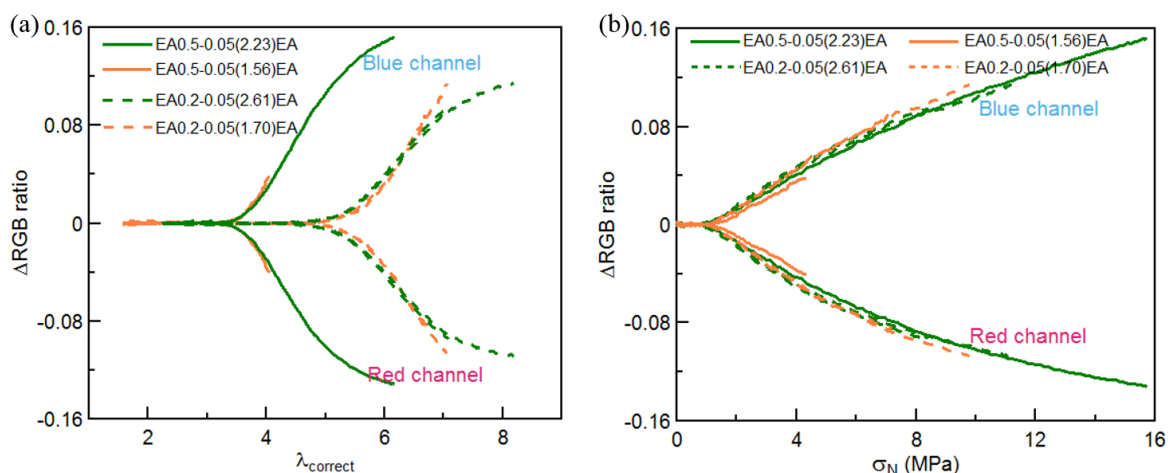 (a)
0.16
0.08
0
-0.08
-0.16
ΔRGB ratio
EA0.5-0.05(2.23)EA
EA0.5-0.05(1.56)EA
EA0.2-0.05(2.61)EA
EA0.2-0.05(1.70)EA
Blue channel
Red channel
2 4 6 8
λcorrect
(b)
0.16
0.08
0
-0.08
-0.16
ΔRGB ratio
EA0.5-0.05(2.23)EA EA0.5-0.05(1.56)EA
EA0.2-0.05(2.61)EA EA0.2-0.05(1.70)EA
Blue channel
Red channel
0 4 8 12 16
σN (MPa)